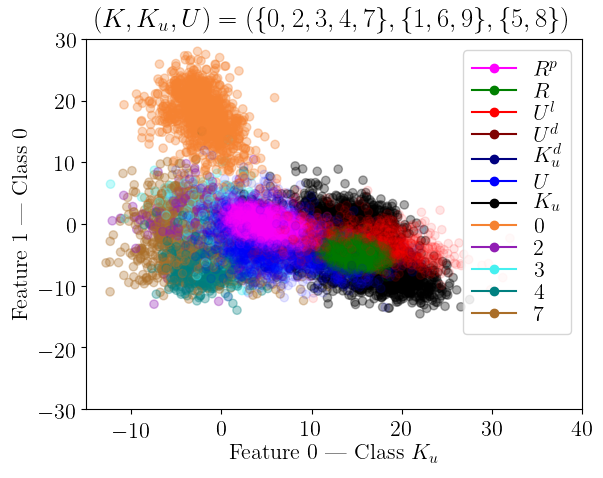 (K, K_u, U) = ({0, 2, 3, 4, 7}, {1, 6, 9}, {5, 8})
30
20
10
0
−10
−20
−30
Feature 1 — Class 0
−10 0 10 20 30 40
Feature 0 — Class K_u
R^p
R
U^l
U^d
K_u^d
U
K_u
0
2
3
4
7